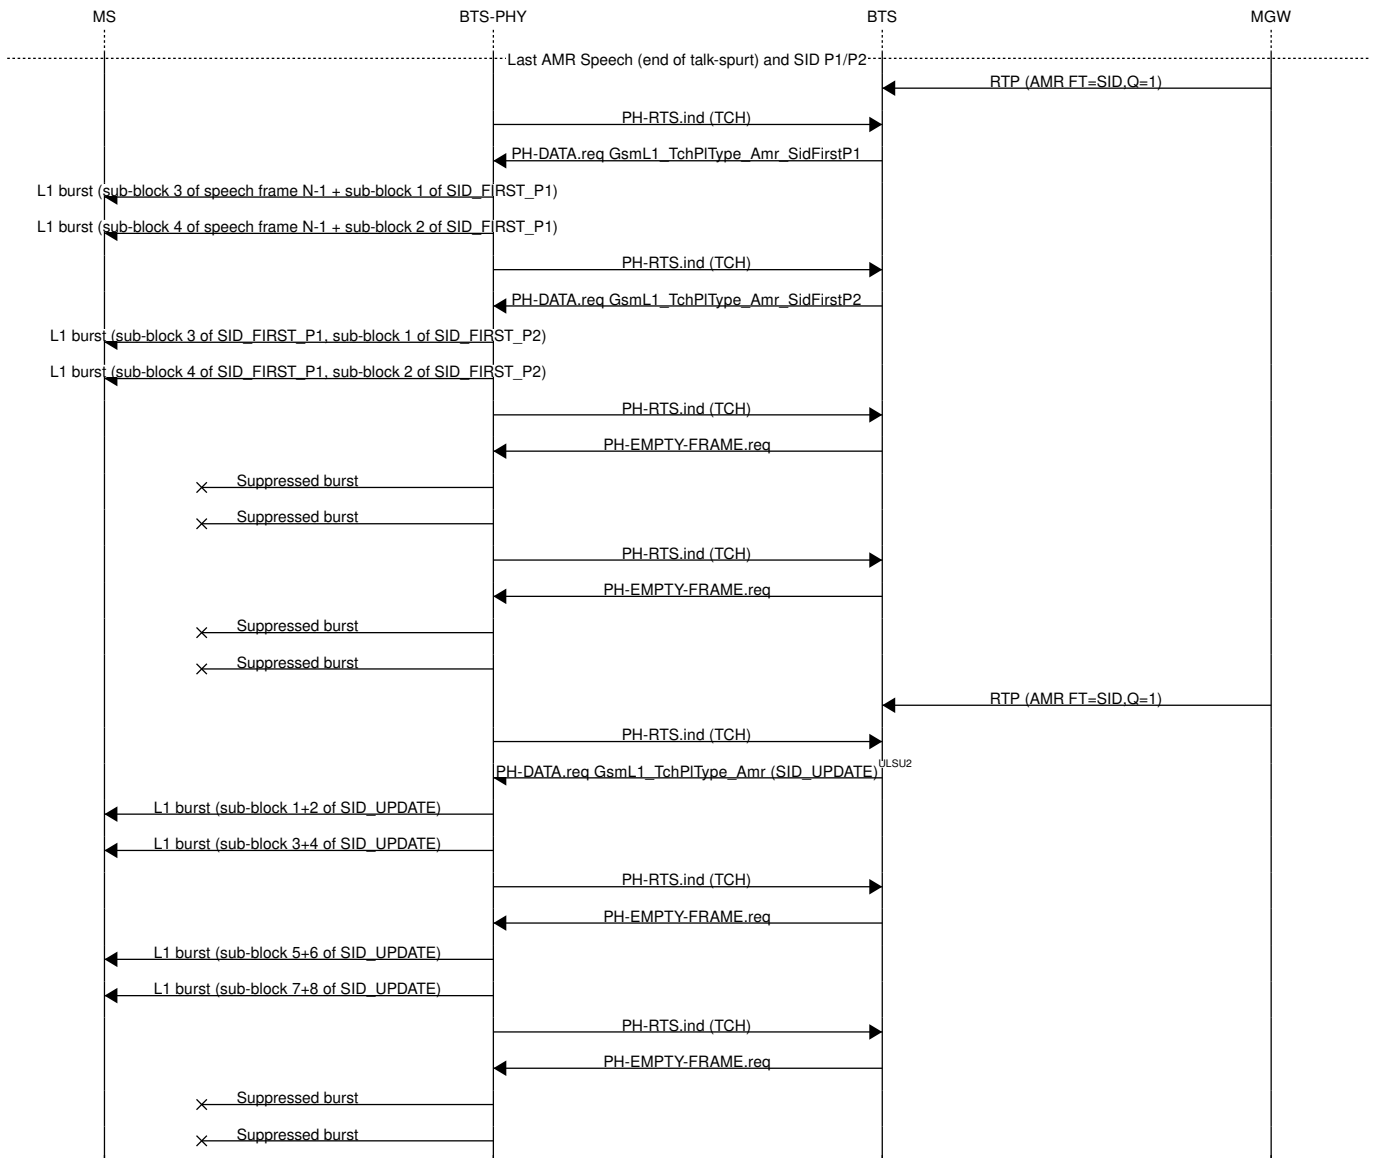 MS BTS-PHY BTS MGW
Last AMR Speech (end of talk-spurt) and SID P1/P2
RTP (AMR FT=SID,Q=1)
PH-RTS.ind (TCH)
PH-DATA.req GsmL1_TchPlType_Amr_SidFirstP1
L1 burst (sub-block 3 of speech frame N-1 + sub-block 1 of SID_FIRST_P1)
L1 burst (sub-block 4 of speech frame N-1 + sub-block 2 of SID_FIRST_P1)
PH-RTS.ind (TCH)
PH-DATA.req GsmL1_TchPlType_Amr_SidFirstP2
L1 burst (sub-block 3 of SID_FIRST_P1, sub-block 1 of SID_FIRST_P2)
L1 burst (sub-block 4 of SID_FIRST_P1, sub-block 2 of SID_FIRST_P2)
PH-RTS.ind (TCH)
PH-EMPTY-FRAME.req
Suppressed burst
Suppressed burst
PH-RTS.ind (TCH)
PH-EMPTY-FRAME.req
Suppressed burst
Suppressed burst
RTP (AMR FT=SID,Q=1)
PH-RTS.ind (TCH)
PH-DATA.req GsmL1_TchPlType_Amr (SID_UPDATE) ULSU2
L1 burst (sub-block 1+2 of SID_UPDATE)
L1 burst (sub-block 3+4 of SID_UPDATE)
PH-RTS.ind (TCH)
PH-EMPTY-FRAME.req
L1 burst (sub-block 5+6 of SID_UPDATE)
L1 burst (sub-block 7+8 of SID_UPDATE)
PH-RTS.ind (TCH)
PH-EMPTY-FRAME.req
Suppressed burst
Suppressed burst